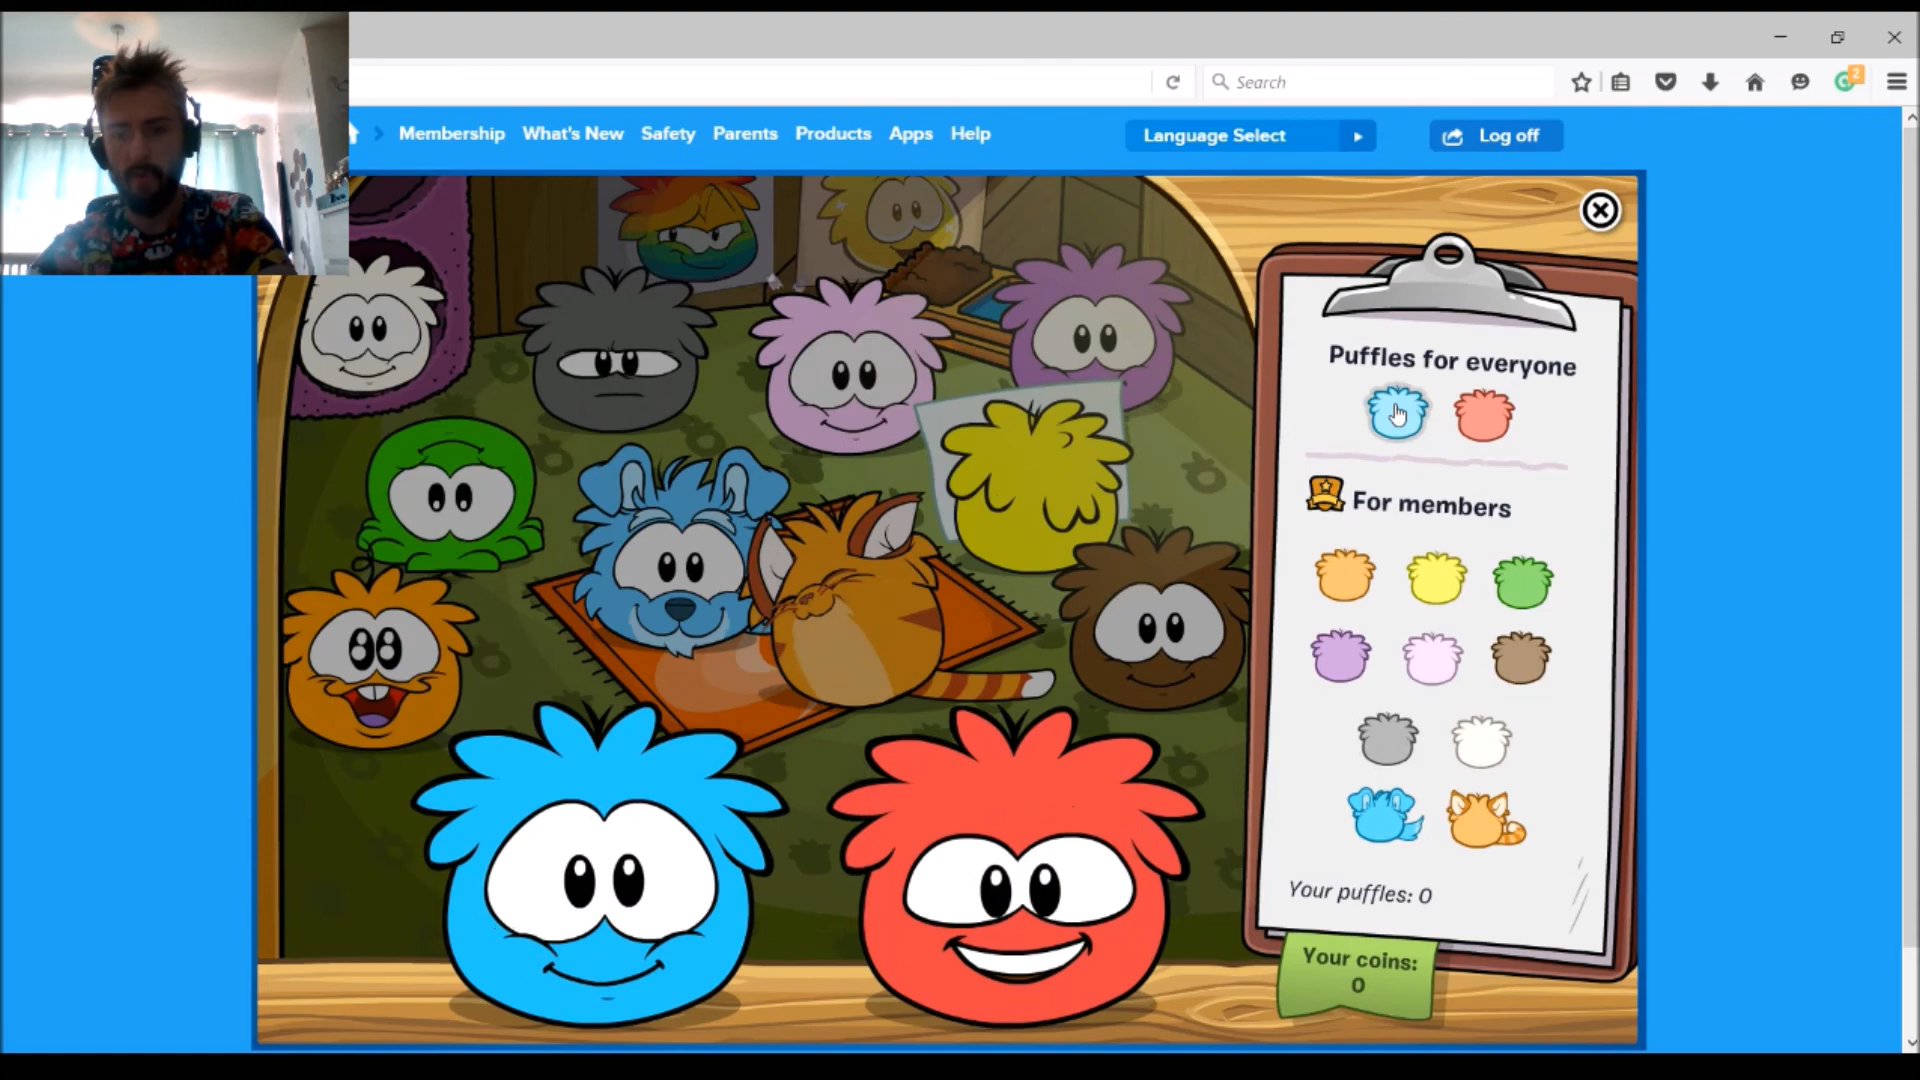 Search
2
Membership What's New Safety Parents Products Apps Help
Language Select
Log off
Puffles for everyone
For members
Your puffles: 0
Your coins:
0